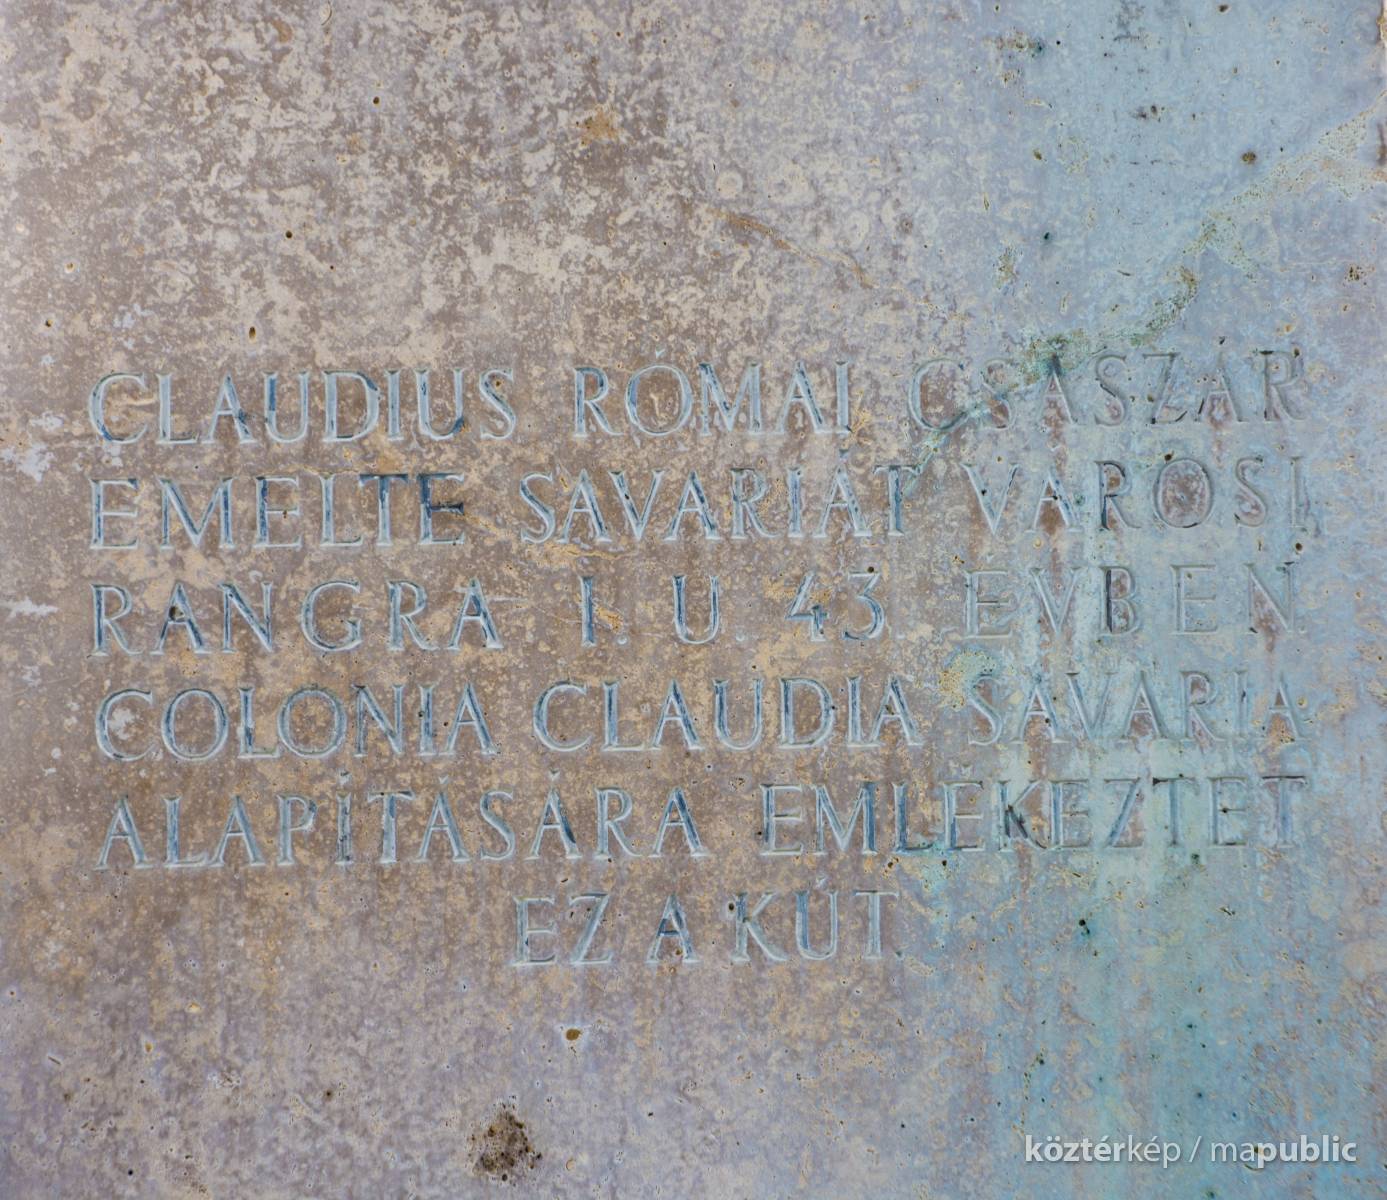 CLAUDIUS RÓMAI CSÁSZÁR
EMELTE SAVARIÁT VÁROSI
RANGRA I. U. 43. ÉVBEN
COLONIA CLAUDIA SAVARIA
ALAPÍTÁSÁRA EMLÉKEZTET
EZ A KÚT.
köztérkép / mapublic